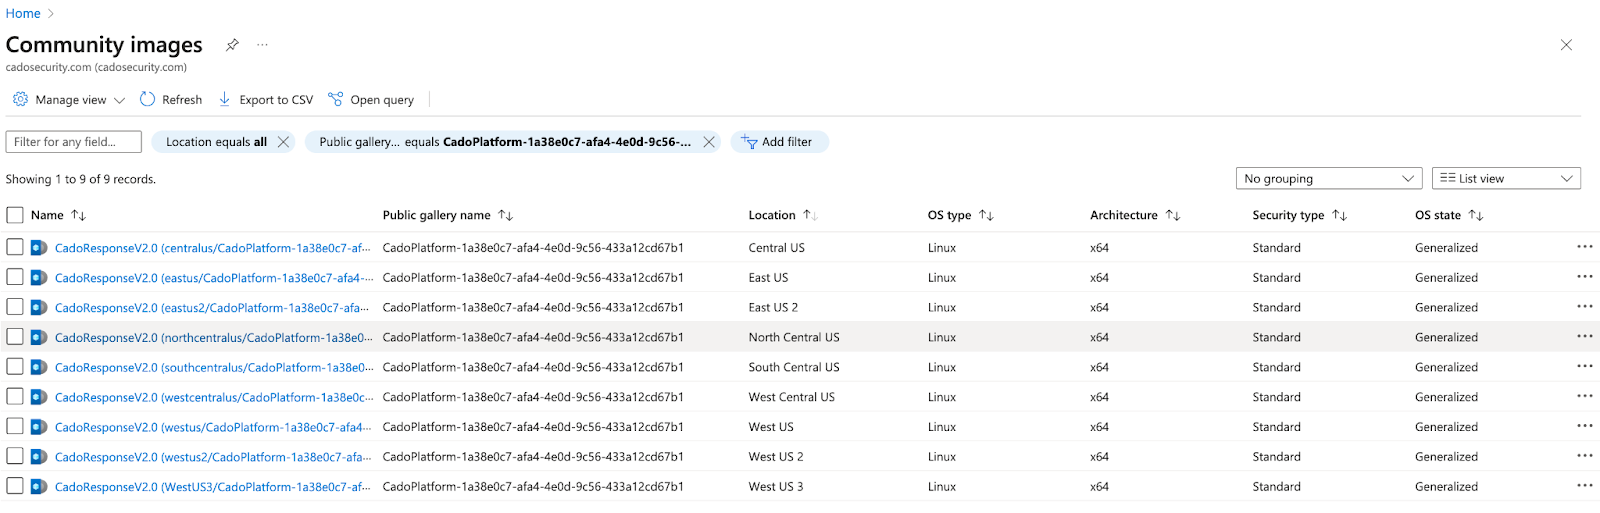 Home
Community images ...
cadosecurity.com (cadosecurity.com)
Manage view Refresh Export to CSV Open query
Filter for any field... Location equals all Public gallery... equals CadoPlatform-1a38e0c7-afa4-4e0d-9c56-... Add filter
Showing 1 to 9 of 9 records. No grouping List view
Name Public gallery name Location OS type Architecture Security type OS state
CadoResponseV2.0 (centralus/CadoPlatform-1a38e0c7-af... CadoPlatform-1a38e0c7-afa4-4e0d-9c56-433a12cd67b1 Central US Linux x64 Standard Generalized ...
CadoResponseV2.0 (eastus/CadoPlatform-1a38e0c7-afa4-... CadoPlatform-1a38e0c7-afa4-4e0d-9c56-433a12cd67b1 East US Linux x64 Standard Generalized ...
CadoResponseV2.0 (eastus2/CadoPlatform-1a38e0c7-afa... CadoPlatform-1a38e0c7-afa4-4e0d-9c56-433a12cd67b1 East US 2 Linux x64 Standard Generalized ...
CadoResponseV2.0 (northcentralus/CadoPlatform-1a38e0... CadoPlatform-1a38e0c7-afa4-4e0d-9c56-433a12cd67b1 North Central US Linux x64 Standard Generalized ...
CadoResponseV2.0 (southcentralus/CadoPlatform-1a38e0... CadoPlatform-1a38e0c7-afa4-4e0d-9c56-433a12cd67b1 South Central US Linux x64 Standard Generalized ...
CadoResponseV2.0 (westcentralus/CadoPlatform-1a38e0c... CadoPlatform-1a38e0c7-afa4-4e0d-9c56-433a12cd67b1 West Central US Linux x64 Standard Generalized ...
CadoResponseV2.0 (westus/CadoPlatform-1a38e0c7-afa4... CadoPlatform-1a38e0c7-afa4-4e0d-9c56-433a12cd67b1 West US Linux x64 Standard Generalized ...
CadoResponseV2.0 (westus2/CadoPlatform-1a38e0c7-afa... CadoPlatform-1a38e0c7-afa4-4e0d-9c56-433a12cd67b1 West US 2 Linux x64 Standard Generalized ...
CadoResponseV2.0 (WestUS3/CadoPlatform-1a38e0c7-af... CadoPlatform-1a38e0c7-afa4-4e0d-9c56-433a12cd67b1 West US 3 Linux x64 Standard Generalized ...